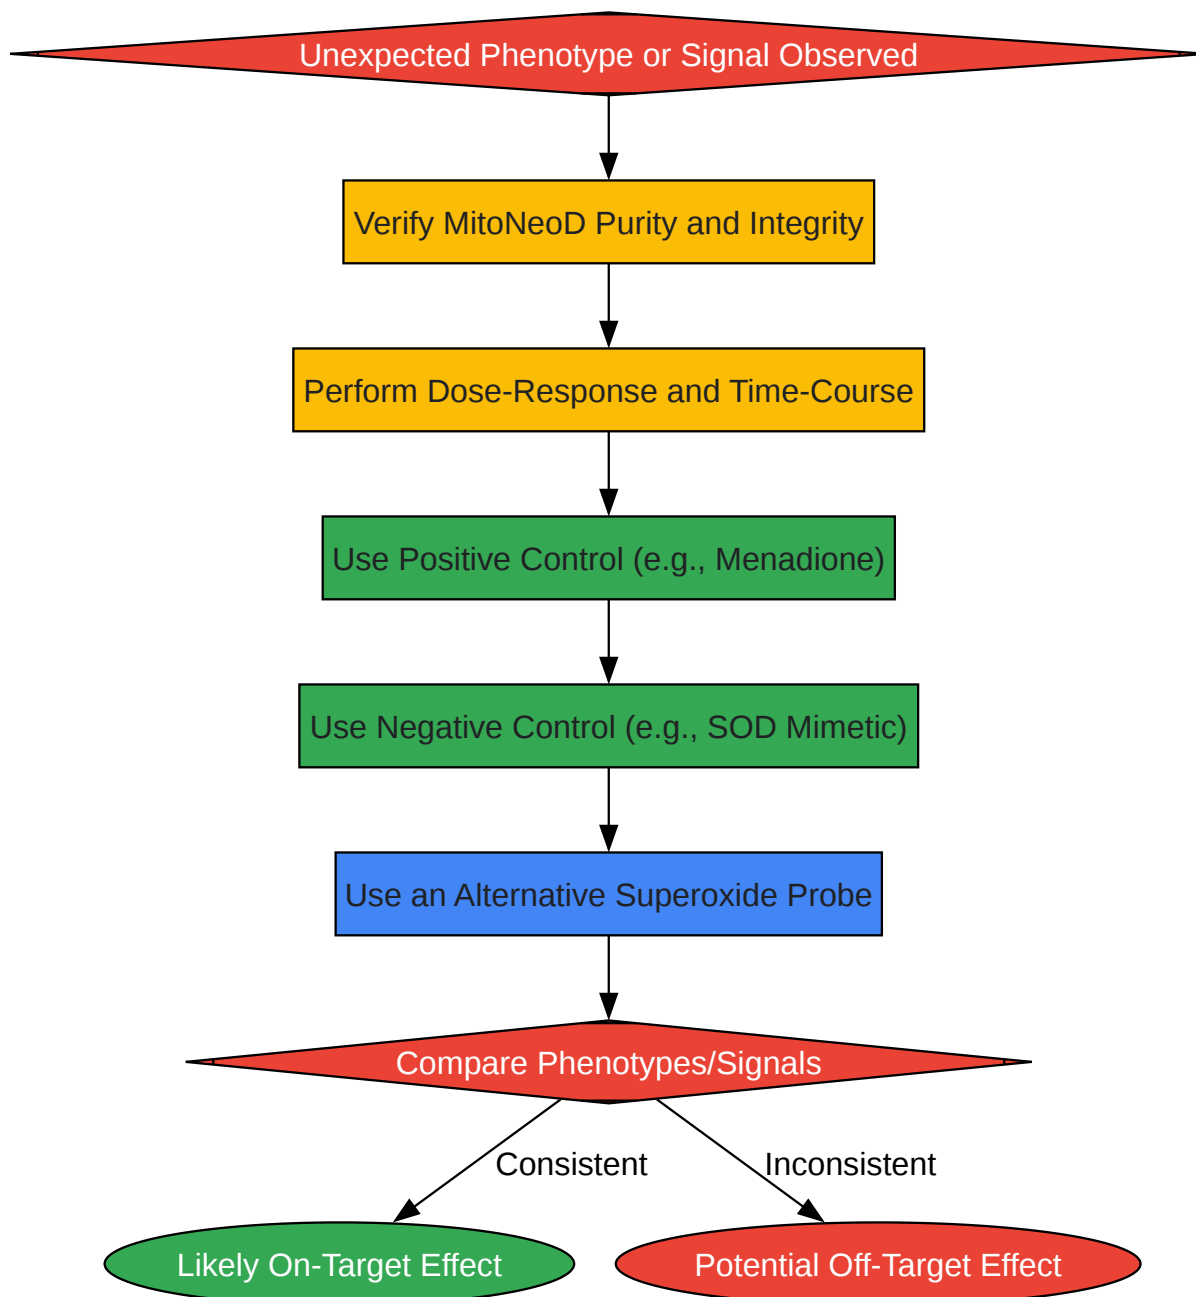 Unexpected Phenotype or Signal Observed
Verify MitoNeoD Purity and Integrity
Perform Dose-Response and Time-Course
Use Positive Control (e.g., Menadione)
Use Negative Control (e.g., SOD Mimetic)
Use an Alternative Superoxide Probe
Compare Phenotypes/Signals
Consistent
Inconsistent
Likely On-Target Effect
Potential Off-Target Effect